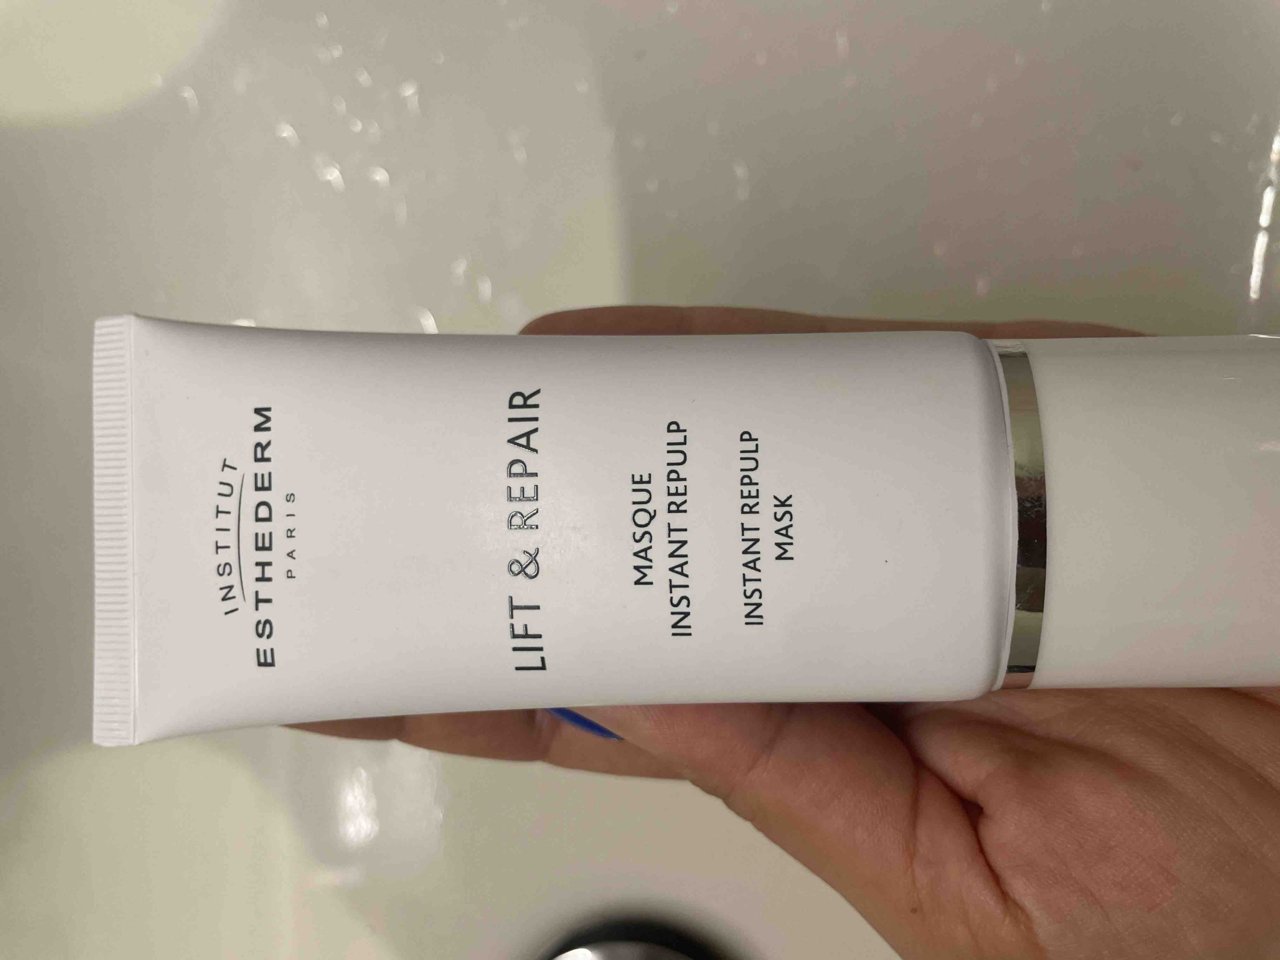 INSTITUT
ESTHEDERM
PARIS
LIFT & REPAIR
MASQUE
INSTANT REPULP
INSTANT REPULP
MASK